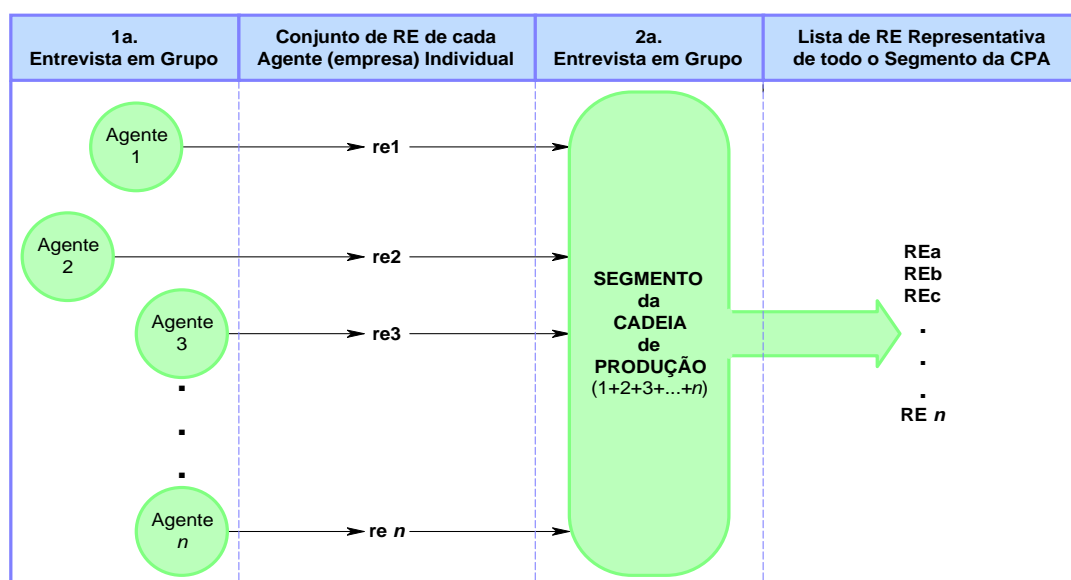 1a.
Entrevista em Grupo
Conjunto de RE de cada
Agente (empresa) Individual
2a.
Entrevista em Grupo
Lista de RE Representativa
de todo o Segmento da CPA
Agente
1
re1
Agente
2
re2
Agente
3
re3
.
.
.
Agente
n
re n
SEGMENTO
da
CADEIA
de
PRODUÇÃO
(1+2+3+...+n)
REa
REb
REc
.
.
.
RE n